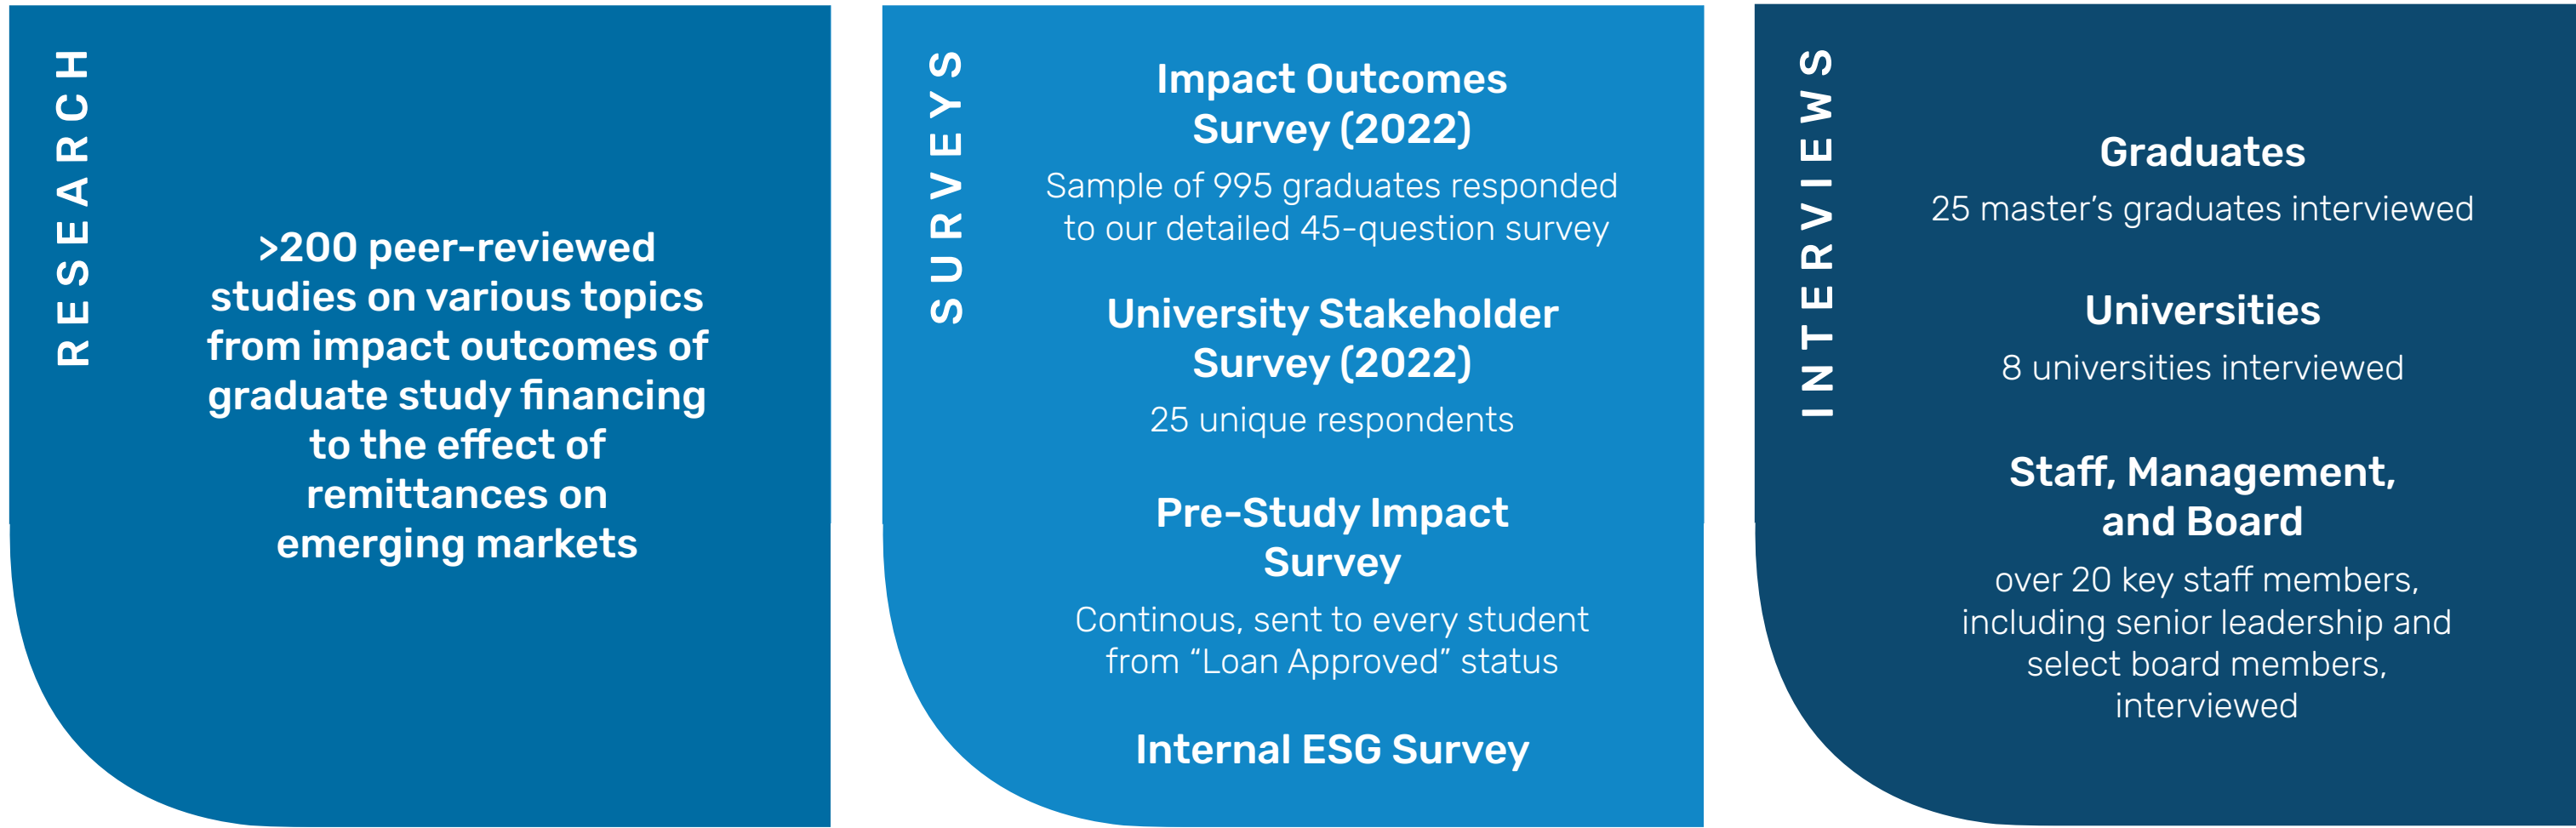 RESEARCH
>200 peer-reviewed
studies on various topics
from impact outcomes of
graduate study financing
to the effect of
remittances on
emerging markets
SURVEYS
Impact Outcomes
Survey (2022)
Sample of 995 graduates responded
to our detailed 45-question survey
University Stakeholder
Survey (2022)
25 unique respondents
Pre-Study Impact
Survey
Continous, sent to every student
from “Loan Approved” status
Internal ESG Survey
INTERVIEWS
Graduates
25 master’s graduates interviewed
Universities
8 universities interviewed
Staff, Management,
and Board
over 20 key staff members,
including senior leadership and
select board members,
interviewed